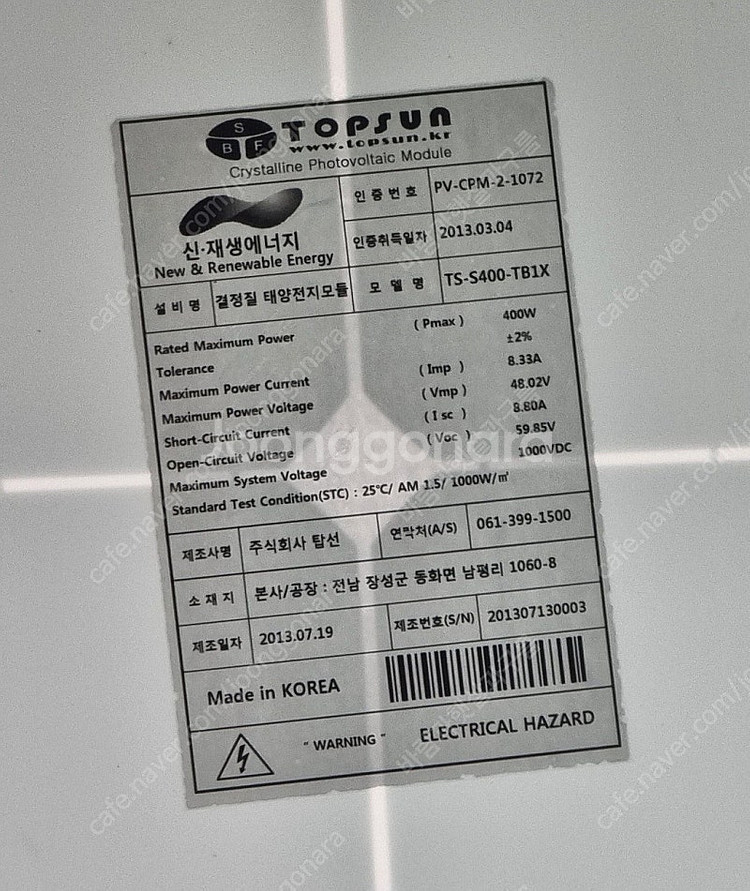 S B F TOPSUN
www.topsun.kr
Crystalline Photovoltaic Module
신·재생에너지
New & Renewable Energy
인증번호 PV-CPM-2-1072
인증취득일자 2013.03.04
설비명 결정질 태양전지모듈 모델명 TS-S400-TB1X
Rated Maximum Power ( Pmax ) 400W
Tolerance ±2%
Maximum Power Current ( Imp ) 8.33A
Maximum Power Voltage ( Vmp ) 48.02V
Short-Circuit Current ( I sc ) 8.80A
Open-Circuit Voltage ( Voc ) 59.85V
Maximum System Voltage 1000VDC
Standard Test Condition(STC) : 25℃/ AM 1.5/ 1000W/㎡
제조사명 주식회사 탑선 연락처(A/S) 061-399-1500
소재지 본사/공장 : 전남 장성군 동화면 남평리 1060-8
제조일자 2013.07.19 제조번호(S/N) 201307130003
Made in KOREA
" WARNING " ELECTRICAL HAZARD
joonggonara
cafe.naver.com/joonggonara